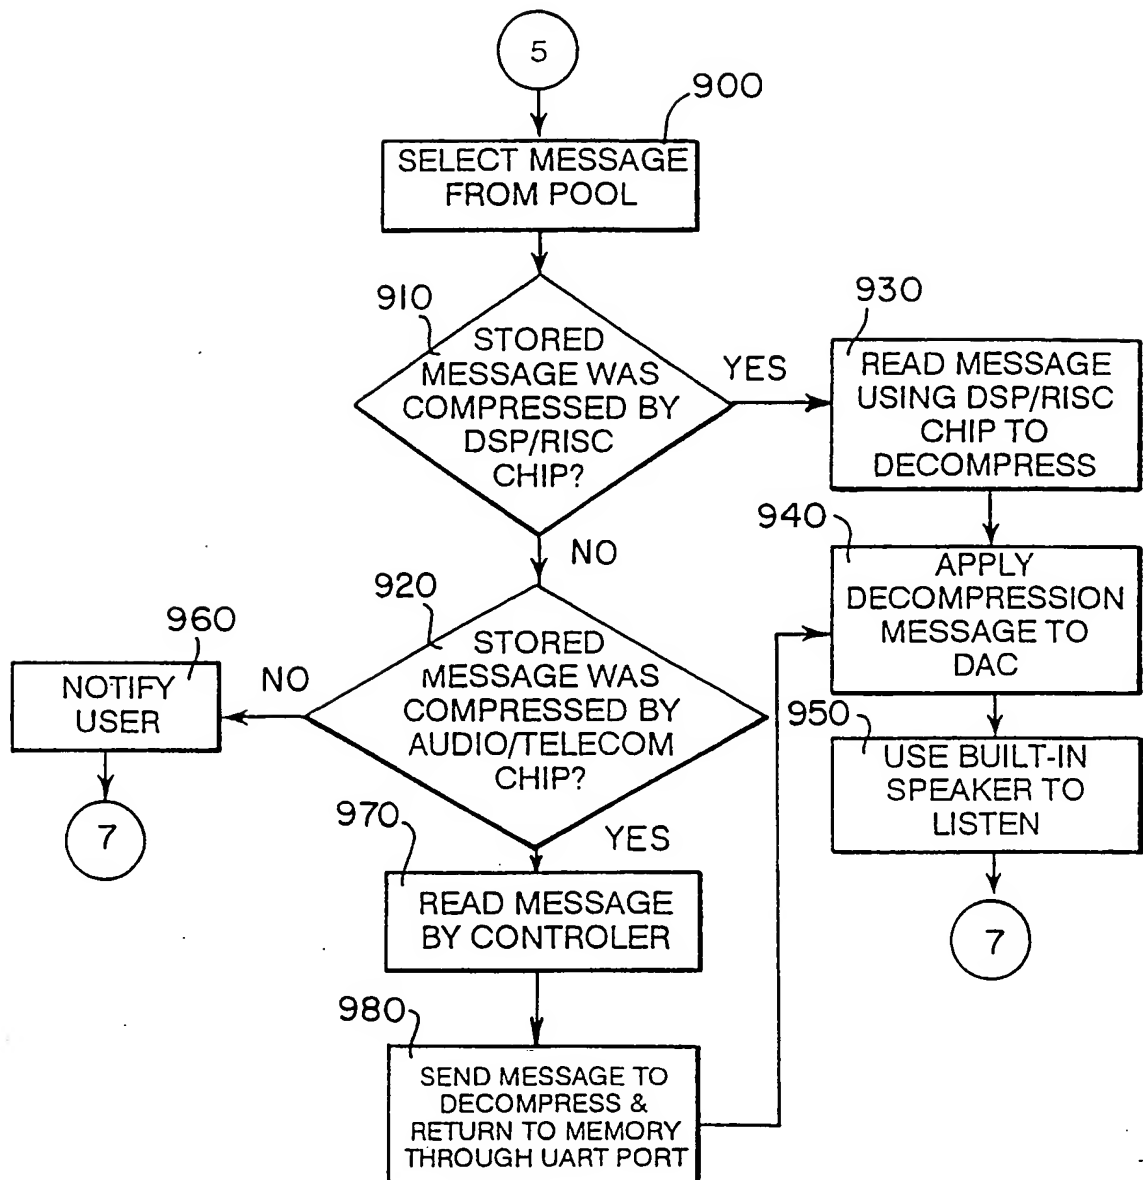 5
900
SELECT MESSAGE
FROM POOL
910
STORED
MESSAGE WAS
COMPRESSED BY
DSP/RISC
CHIP?
YES
930
READ MESSAGE
USING DSP/RISC
CHIP TO
DECOMPRESS
NO
940
APPLY
DECOMPRESSION
MESSAGE TO
DAC
920
STORED
MESSAGE WAS
COMPRESSED BY
AUDIO/TELECOM
CHIP?
NO
960
NOTIFY
USER
7
950
USE BUILT-IN
SPEAKER TO
LISTEN
7
YES
970
READ MESSAGE
BY CONTROLER
980
SEND MESSAGE TO
DECOMPRESS &
RETURN TO MEMORY
THROUGH UART PORT